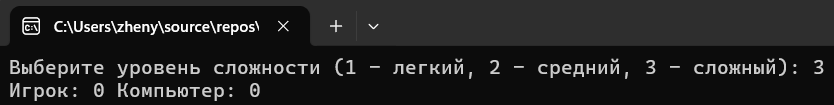 C:\Users\zheny\source\repos\
Выберите уровень сложности (1 - легкий, 2 - средний, 3 - сложный): 3
Игрок: 0 Компьютер: 0